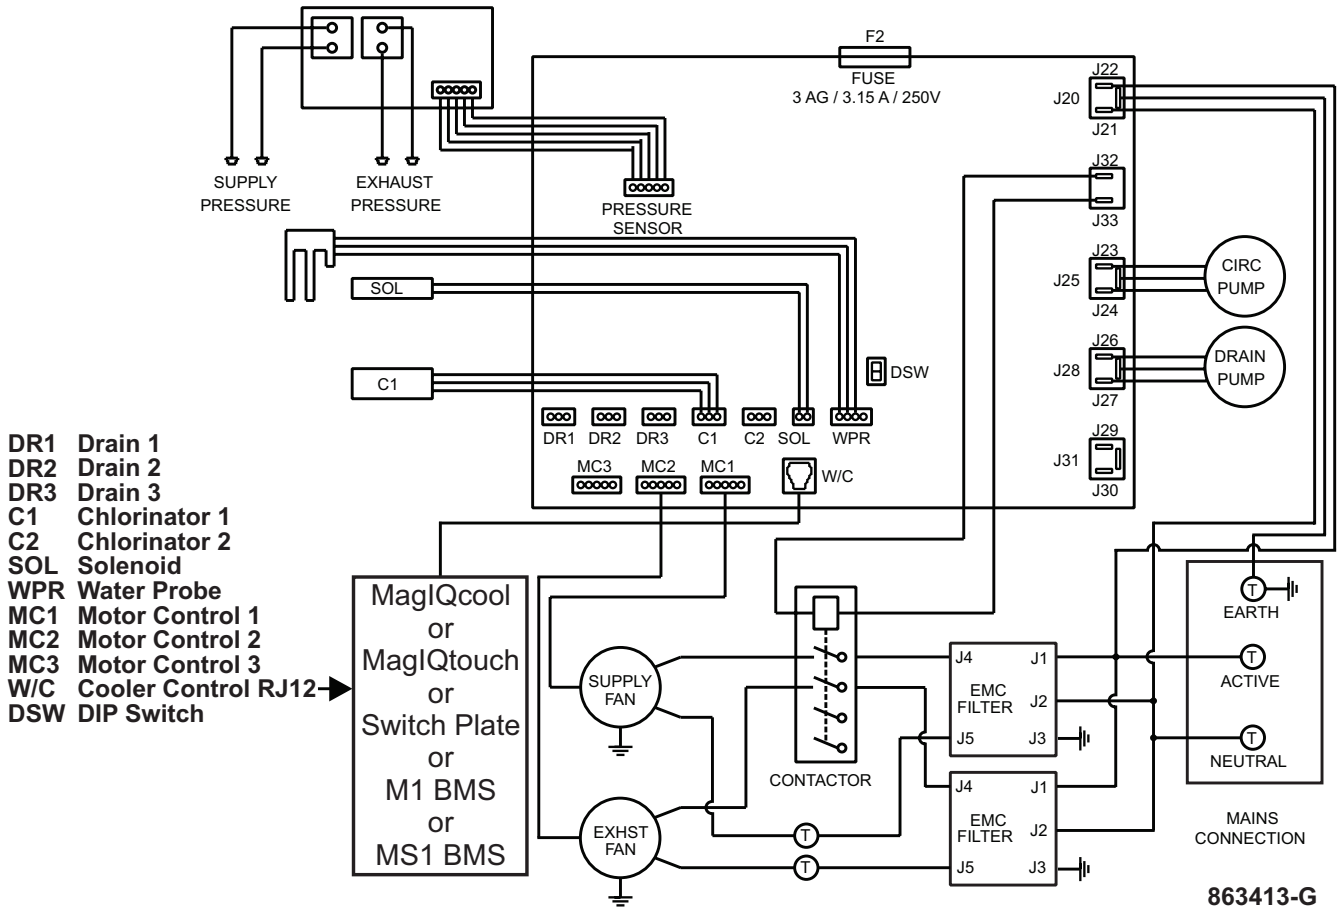 F2
FUSE
3 AG / 3.15 A / 250V
J22
J20
J21
J32
J33
J23
J25
J24
CIRC
PUMP
J26
J28
J27
DRAIN
PUMP
J29
J31
J30
SUPPLY
PRESSURE
EXHAUST
PRESSURE
PRESSURE
SENSOR
SOL
C1
DSW
DR1
DR2
DR3
C1
C2
SOL
WPR
MC3
MC2
MC1
W/C
DR1 Drain 1
DR2 Drain 2
DR3 Drain 3
C1 Chlorinator 1
C2 Chlorinator 2
SOL Solenoid
WPR Water Probe
MC1 Motor Control 1
MC2 Motor Control 2
MC3 Motor Control 3
W/C Cooler Control RJ12
DSW DIP Switch
MagIQcool
or
MagIQtouch
or
Switch Plate
or
M1 BMS
or
MS1 BMS
SUPPLY
FAN
EXHST
FAN
CONTACTOR
T
T
J4
J1
EMC
FILTER
J2
J5
J3
J4
J1
EMC
FILTER
J2
J5
J3
T
EARTH
T
ACTIVE
T
NEUTRAL
MAINS
CONNECTION
863413-G